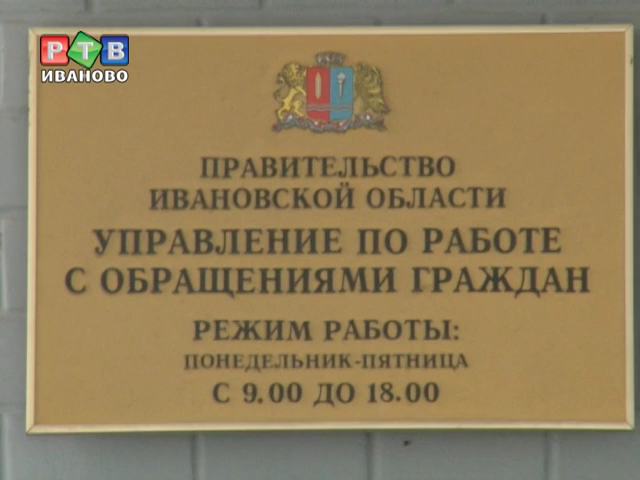 РТВ
ИВАНОВО
ПРАВИТЕЛЬСТВО
ИВАНОВСКОЙ ОБЛАСТИ
УПРАВЛЕНИЕ ПО РАБОТЕ
С ОБРАЩЕНИЯМИ ГРАЖДАН
РЕЖИМ РАБОТЫ:
ПОНЕДЕЛЬНИК-ПЯТНИЦА
С 9.00 ДО 18.00